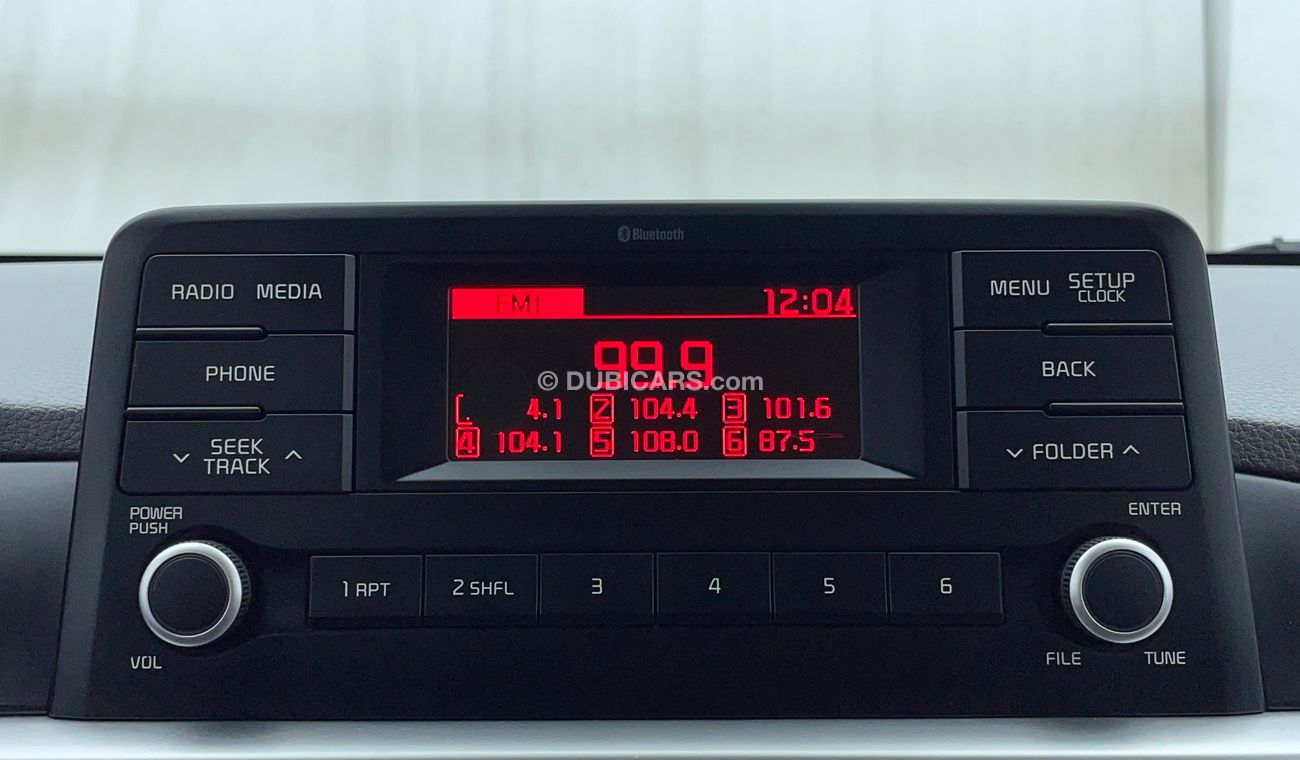 Bluetooth
RADIO MEDIA
PHONE
SEEK
TRACK
FM1 12:04
99.9
© DUBICARS.com
4.1 2 104.4 3 101.6
4 104.1 5 108.0 6 87.5
MENU SETUP
CLOCK
BACK
FOLDER
POWER
PUSH
VOL
1 RPT 2 SHFL 3 4 5 6
ENTER
FILE TUNE